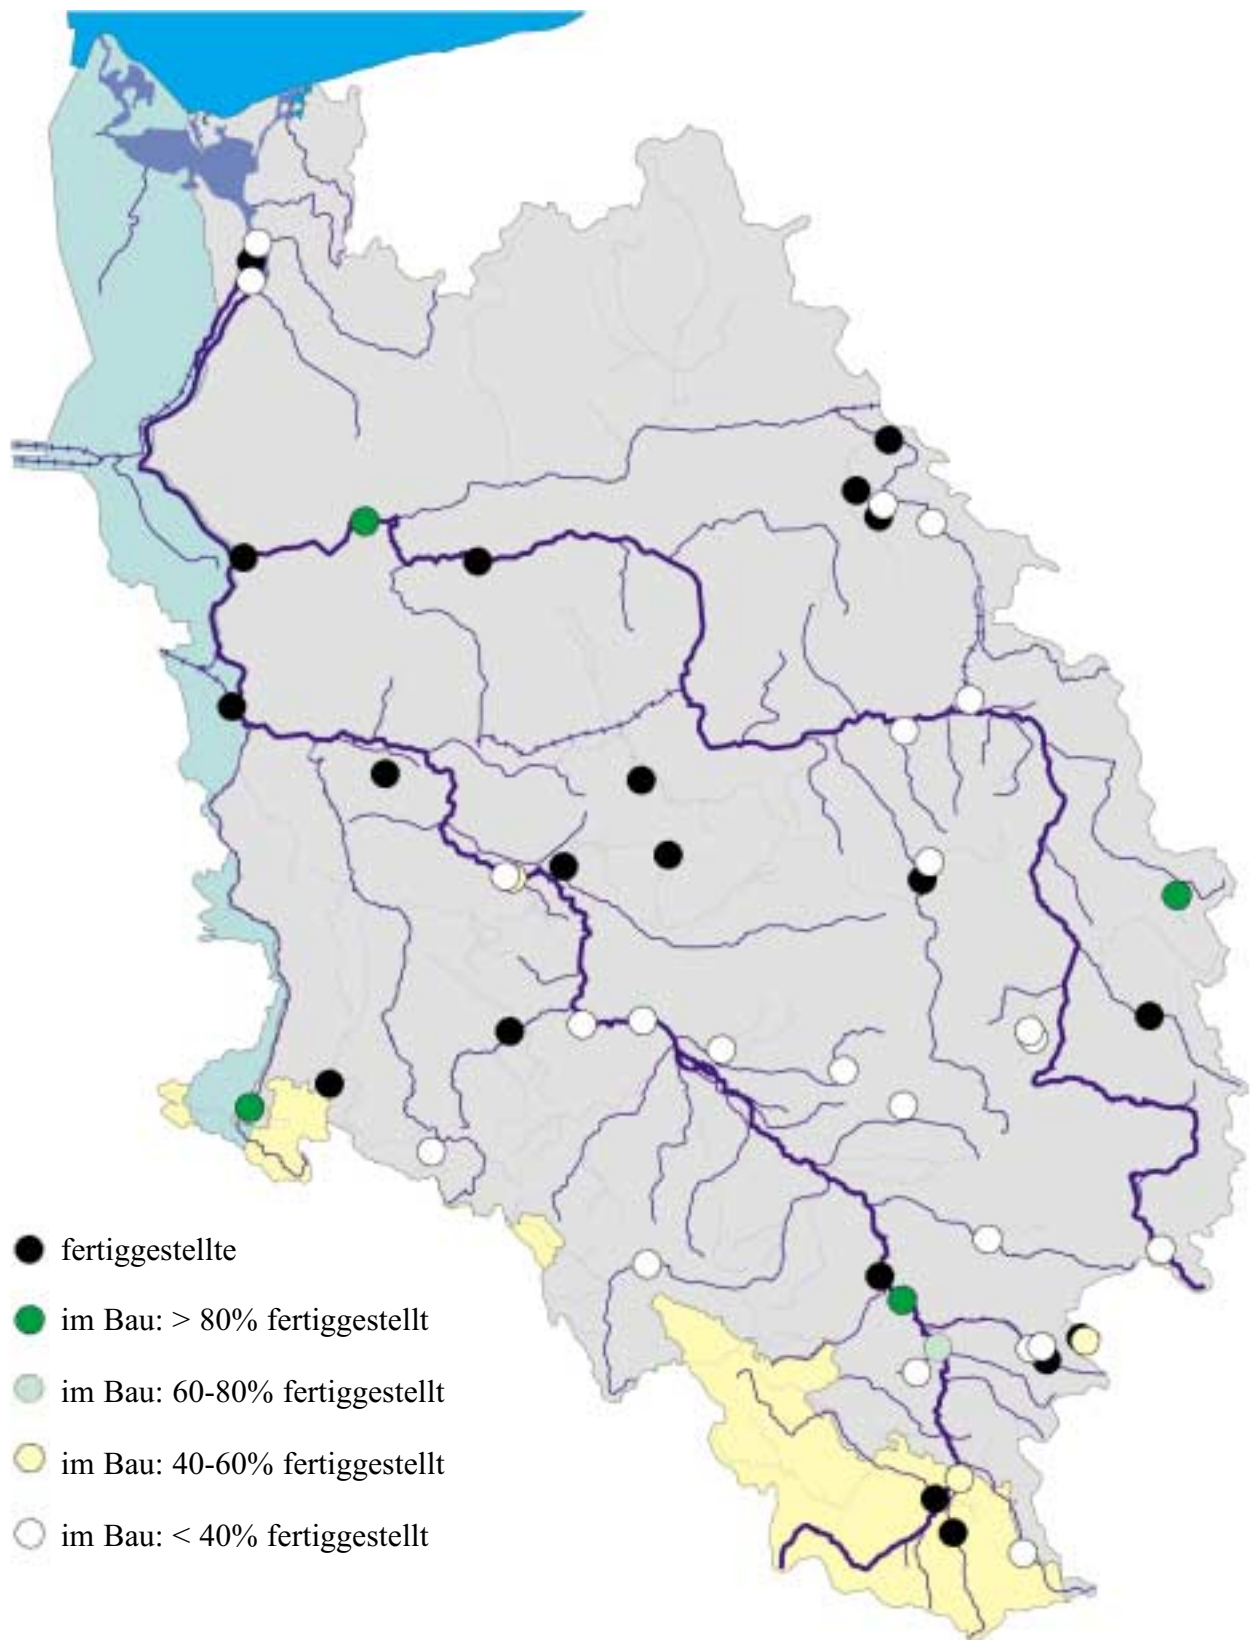 fertiggestellte
im Bau: > 80% fertiggestellt
im Bau: 60-80% fertiggestellt
im Bau: 40-60% fertiggestellt
im Bau: < 40% fertiggestellt